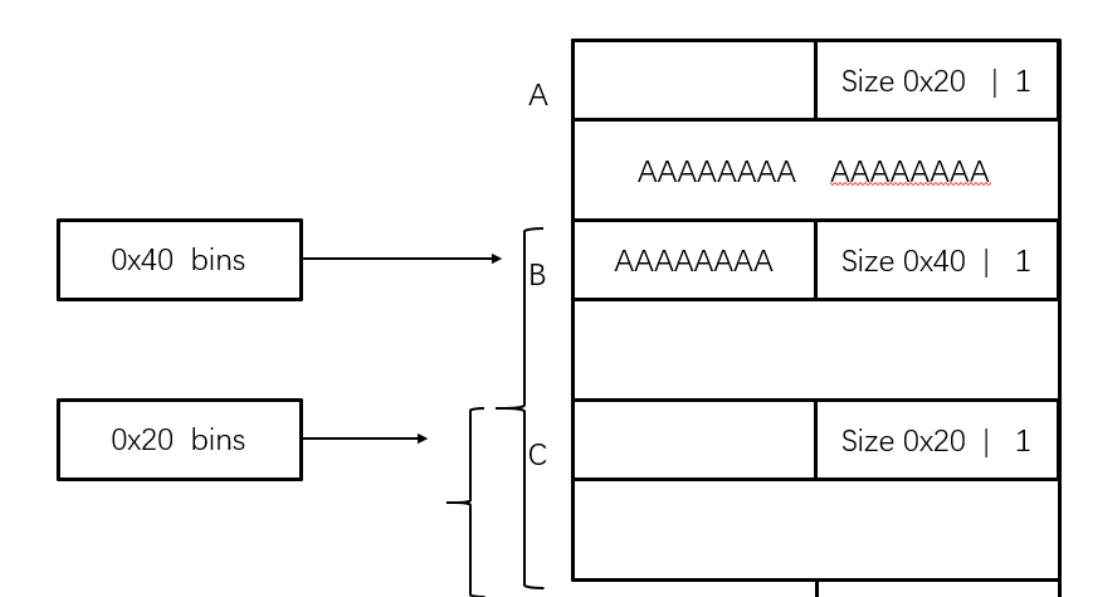 Size 0x20 | 1
A
AAAAAAAA AAAAAAAA
0x40 bins
B
AAAAAAAA
Size 0x40 | 1
0x20 bins
C
Size 0x20 | 1